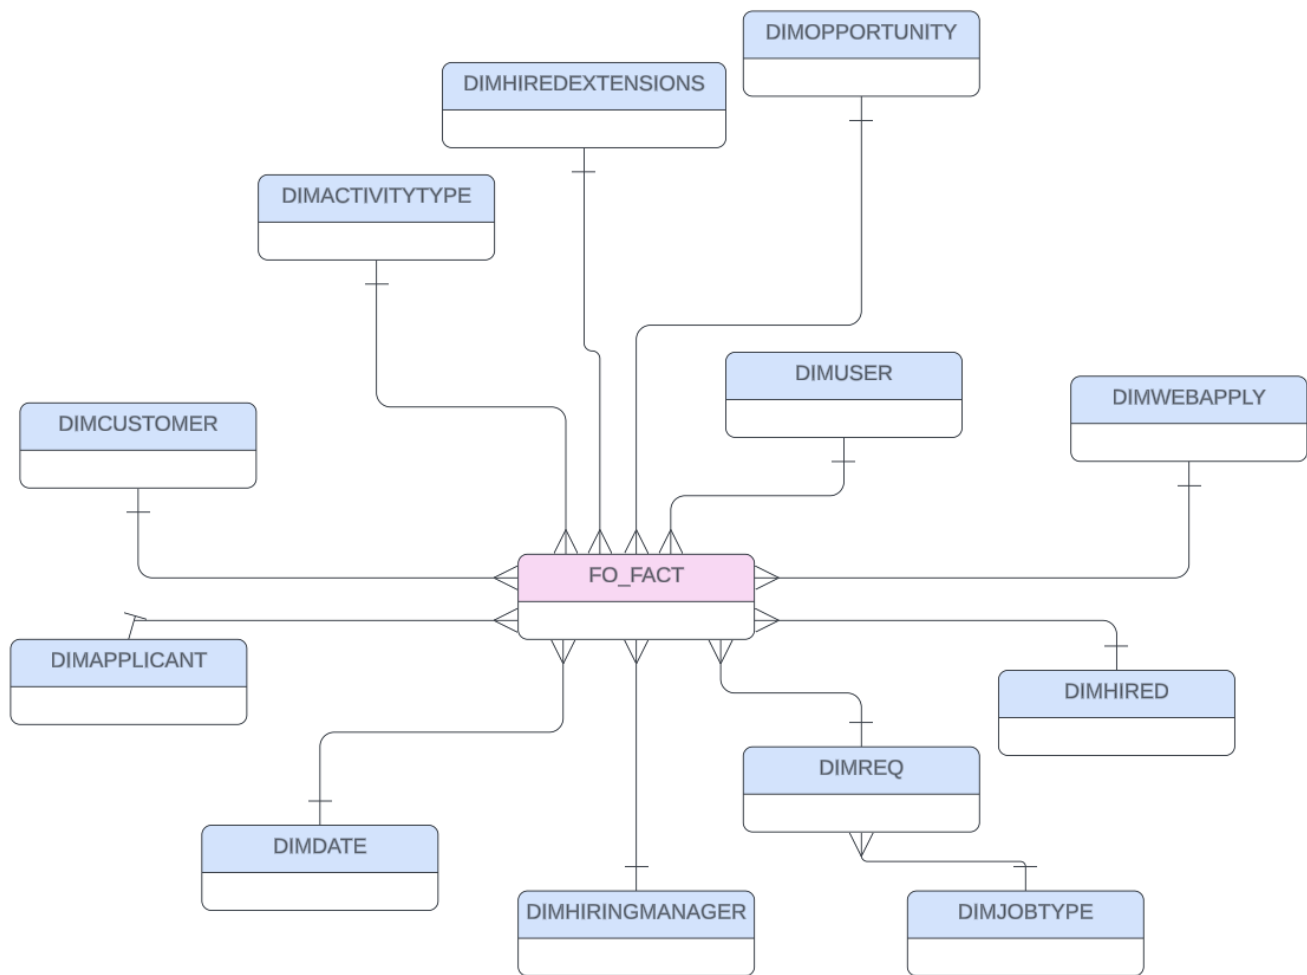 DIMOPPORTUNITY
DIMHIREDEXTENSIONS
DIMACTIVITYTYPE
DIMUSER
DIMWEBAPPLY
DIMCUSTOMER
FO_FACT
DIMAPPLICANT
DIMHIRED
DIMREQ
DIMDATE
DIMHIRINGMANAGER
DIMJOBTYPE